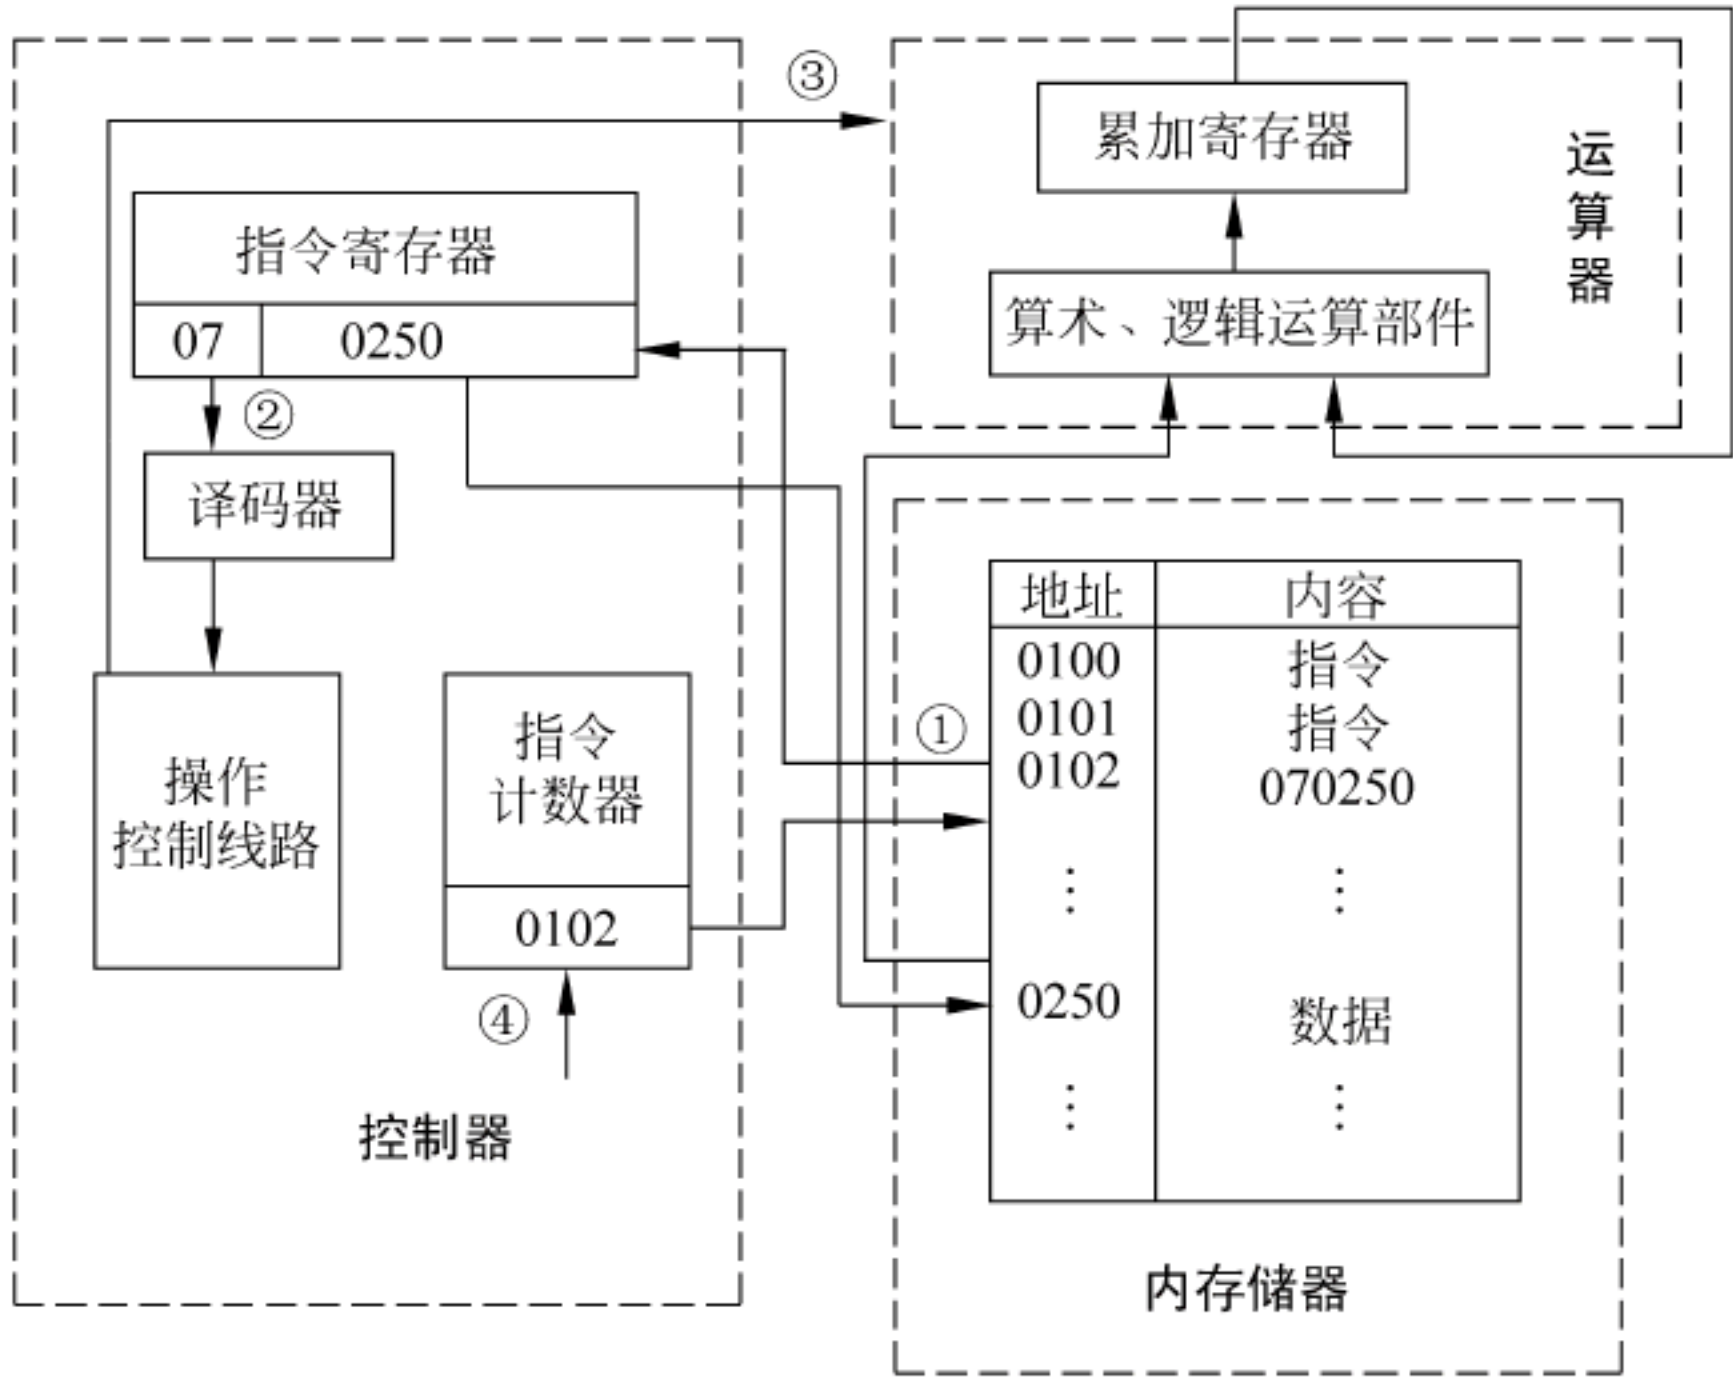 ③
累加寄存器
运算器
指令寄存器
07 0250
算术、逻辑运算部件
②
译码器
地址 内容
0100 指令
0101 指令
①
0102 070250
指令
计数器
操作
控制线路
⋮ ⋮
0102
0250 数据
④
⋮ ⋮
控制器
内存储器